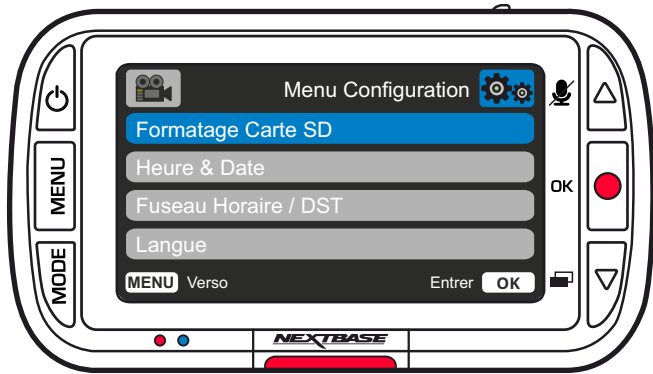 Menu Configuration
Formatage Carte SD
MENU
Heure & Date
OK
Fuseau Horaire / DST
Langue
MODE
MENU Verso Entrer OK
NEXTBASE